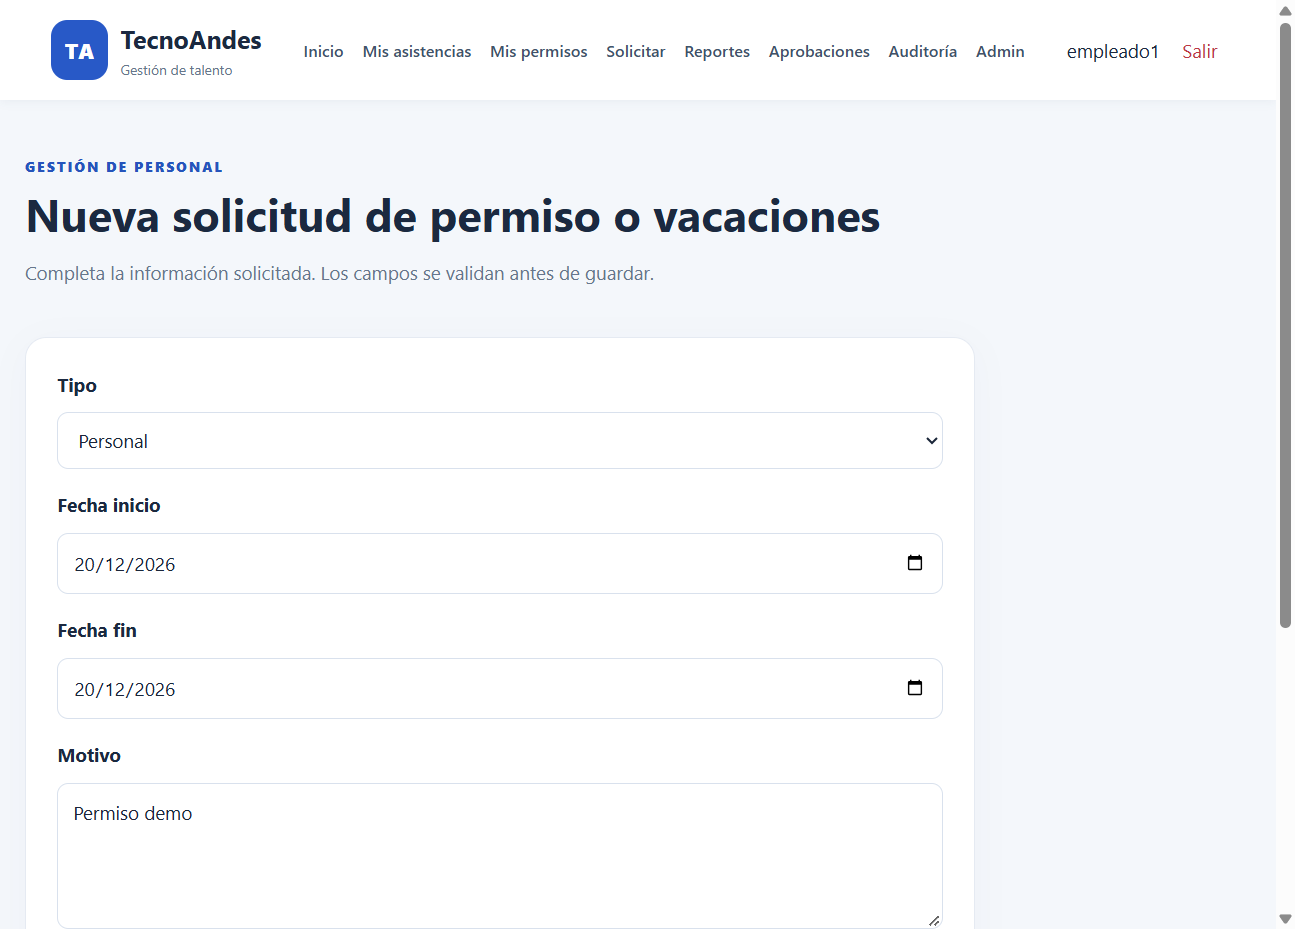 TA
TecnoAndes
Gestión de talento
Inicio Mis asistencias Mis permisos Solicitar Reportes Aprobaciones Auditoría Admin empleado1 Salir
GESTIÓN DE PERSONAL
Nueva solicitud de permiso o vacaciones
Completa la información solicitada. Los campos se validan antes de guardar.
Tipo
Personal
Fecha inicio
20/12/2026
Fecha fin
20/12/2026
Motivo
Permiso demo